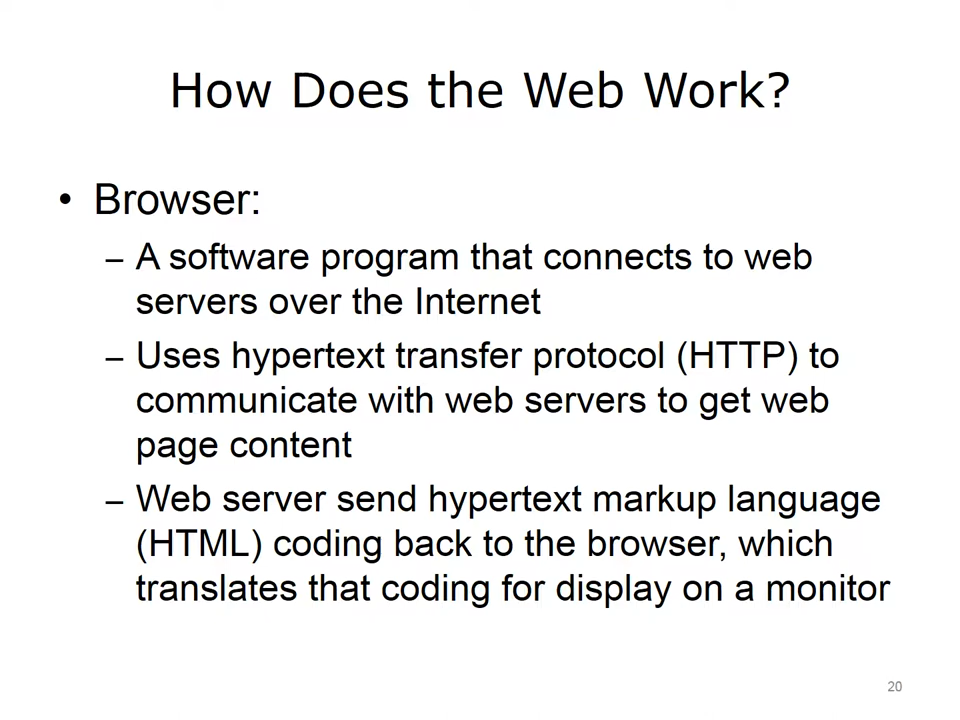 How Does the Web Work?
• Browser:
– A software program that connects to web
servers over the Internet
– Uses hypertext transfer protocol (HTTP) to
communicate with web servers to get web
page content
– Web server send hypertext markup language
(HTML) coding back to the browser, which
translates that coding for display on a monitor
20